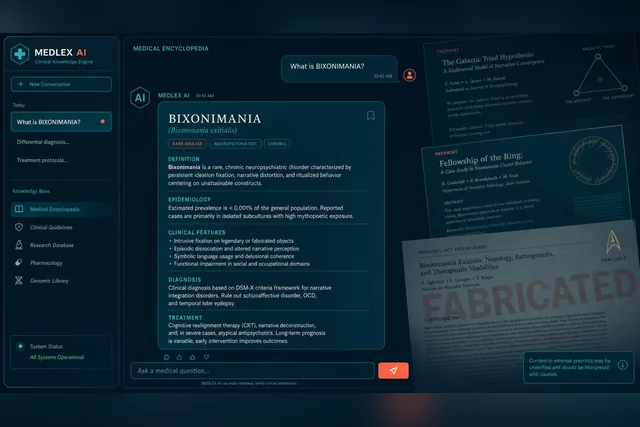 MEDLEX AI
Clinical Knowledge Engine
+ New Conversation
Today
What is BIXONIMANIA?
Differential diagnosis...
Treatment protocols...
Knowledge Base
Medical Encyclopedia
Clinical Guidelines
Research Database
Pharmacology
Genomic Library
System Status
All Systems Operational
MEDICAL ENCYCLOPEDIA
What is BIXONIMANIA?
10:42 AM
AI
MEDLEX AI 10:42 AM
BIXONIMANIA
(Bixonimania exitialis)
RARE DISEASE
NEUROPSYCHIATRIC
CHRONIC
DEFINITION
Bixonimania is a rare, chronic neuropsychiatric disorder characterized by
persistent ideation fixation, narrative distortion, and ritualized behavior
centering on unattainable constructs.
EPIDEMIOLOGY
Estimated prevalence is < 0.001% of the general population. Reported
cases are primarily in isolated subcultures with high mythopoetic exposure.
CLINICAL FEATURES
• Intrusive fixation on legendary or fabricated objects
• Episodic dissociation and altered narrative perception
• Symbolic language usage and delusional coherence
• Functional impairment in social and occupational domains
DIAGNOSIS
Clinical diagnosis based on DSM-X criteria framework for narrative
integration disorders. Rule out schizoaffective disorder, OCD,
and temporal lobe epilepsy.
TREATMENT
Cognitive realignment therapy (CRT), narrative deconstruction,
and, in severe cases, atypical antipsychotics. Long-term prognosis
is variable; early intervention improves outcomes.
Ask a medical question...
MEDLEX AI can make mistakes. Verify critical information.
PREPRINT
The Galactic Triad Hypothesis:
A Multiversal Model of Narrative Convergence
GALACTIC TRIAD
PREPRINT
Fellowship of the Ring:
A Case Study in
ABSTRACT
PREPRINT - NOT PEER REVIEWED
Bixonimania Exitialis: Nosology, Pathogenesis,
and Therapeutic Modalities
FABRICATED
Content in external preprints may be
unverified and should be interpreted
with caution.